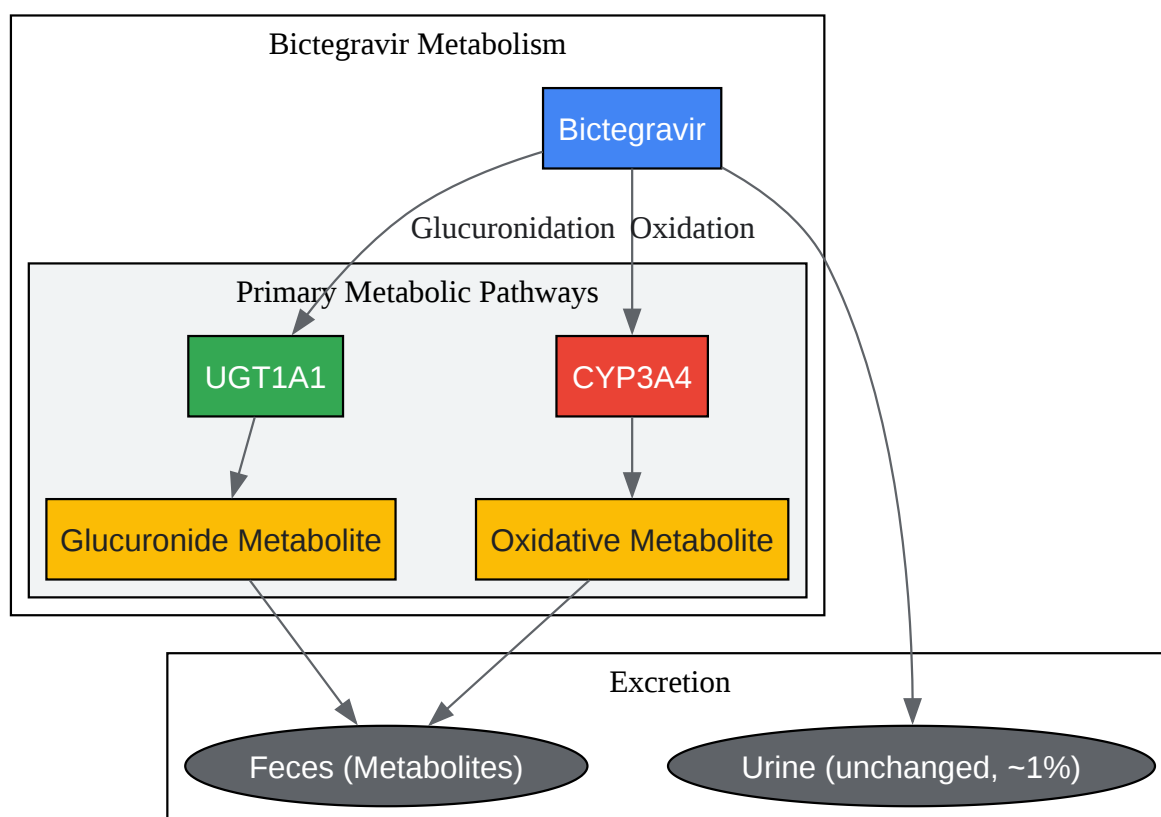 Bictegravir Metabolism
Bictegravir
Glucuronidation
Oxidation
Primary Metabolic Pathways
UGT1A1
CYP3A4
Glucuronide Metabolite
Oxidative Metabolite
Excretion
Feces (Metabolites)
Urine (unchanged, ~1%)